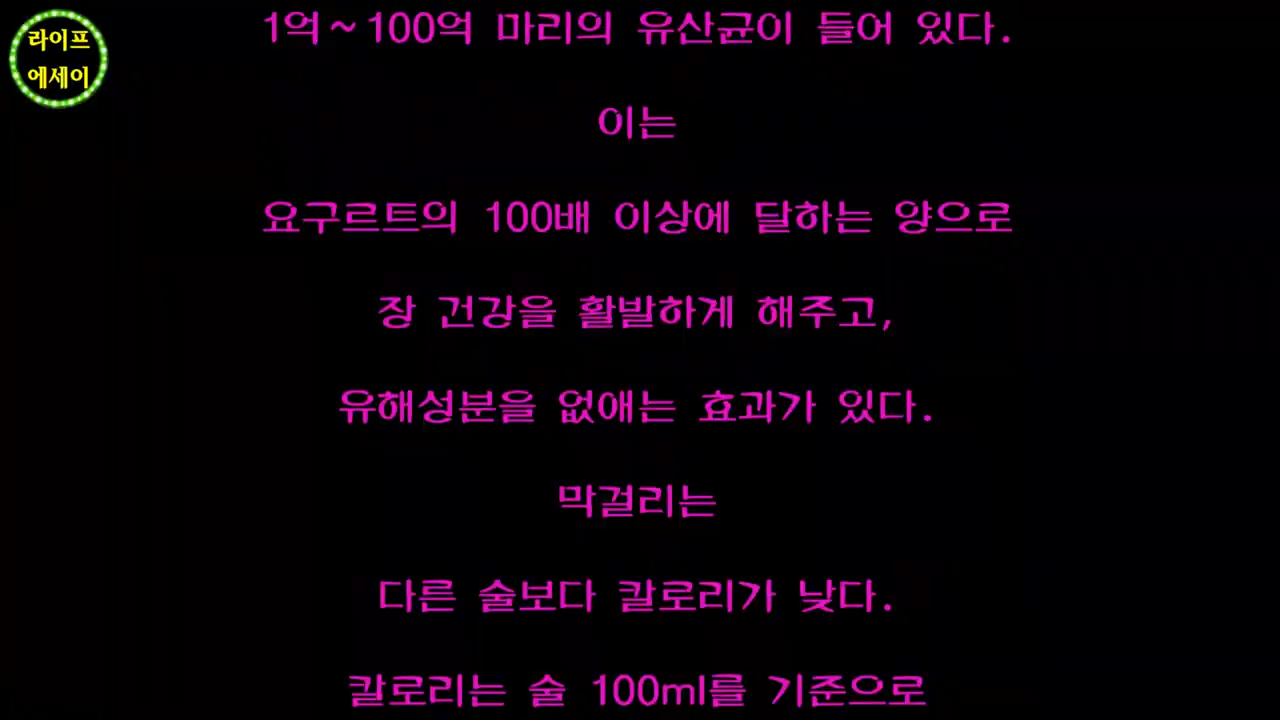 라이프
에세이
1억~100억 마리의 유산균이 들어 있다.
이는
요구르트의 100배 이상에 달하는 양으로
장 건강을 활발하게 해주고,
유해성분을 없애는 효과가 있다.
막걸리는
다른 술보다 칼로리가 낮다.
칼로리는 술 100ml를 기준으로